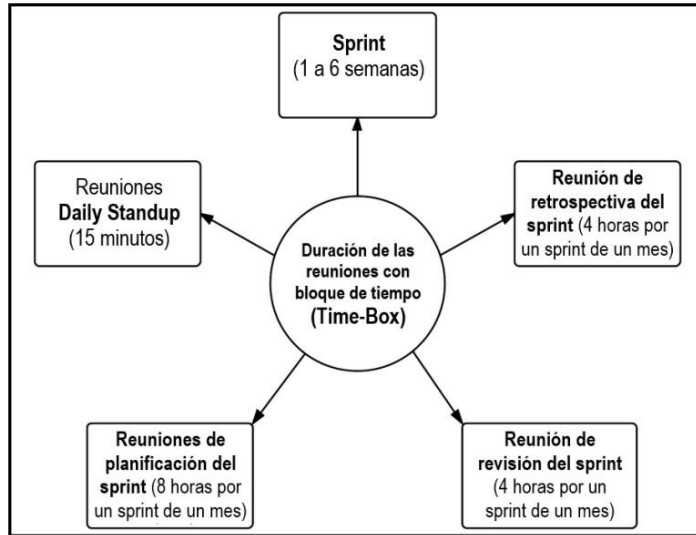 Sprint
(1 a 6 semanas)
Reuniones
Daily Standup
(15 minutos)
Reunión de
retrospectiva del
sprint (4 horas por
un sprint de un mes)
Duración de las
reuniones con
bloque de tiempo
(Time-Box)
Reuniones de
planificación del
sprint (8 horas por
un sprint de un mes)
Reunión de
revisión del sprint
(4 horas por un
sprint de un mes)